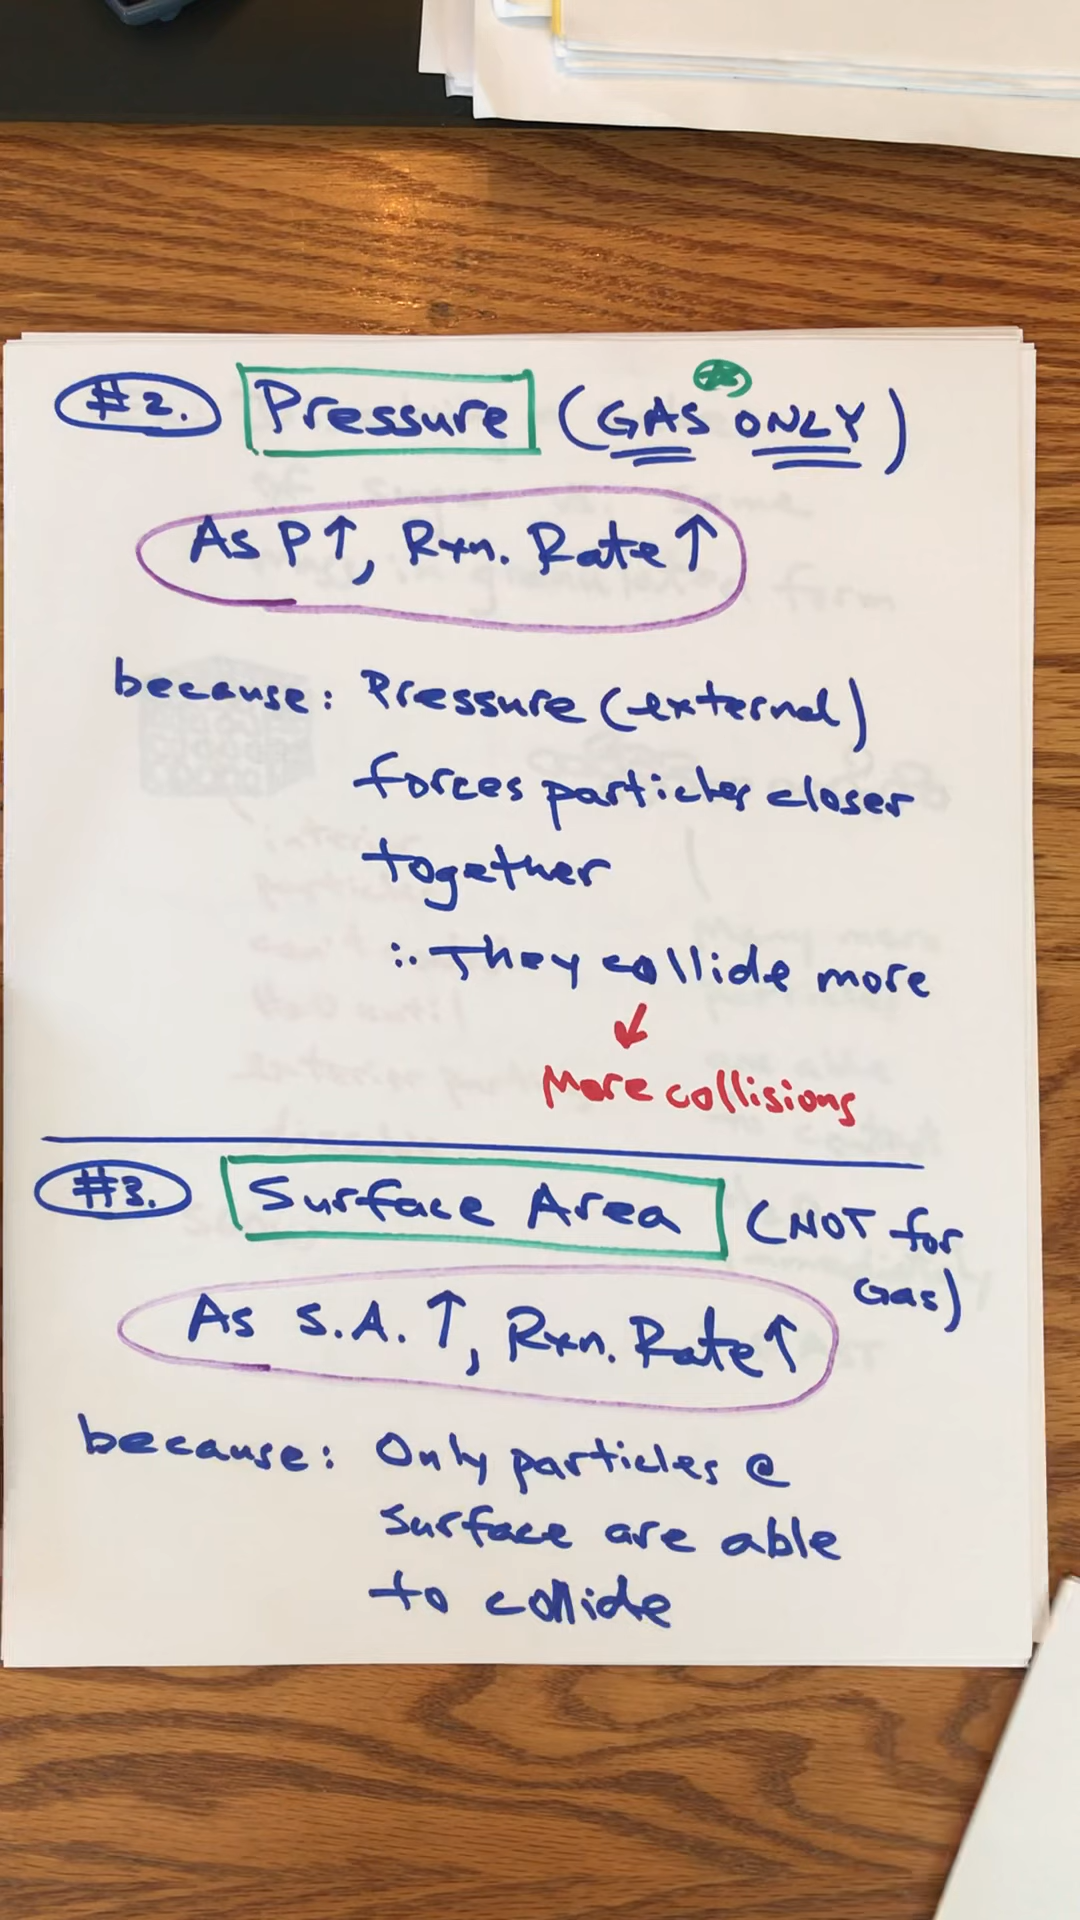 #2. Pressure (GAS ONLY)
As P↑, Rxn. Rate↑
because: Pressure (external)
forces particles closer
together
∴ They collide more
↙
More collisions
#3. Surface Area (NOT for
Gas)
As S.A.↑, Rxn. Rate↑
because: Only particles @
surface are able
to collide